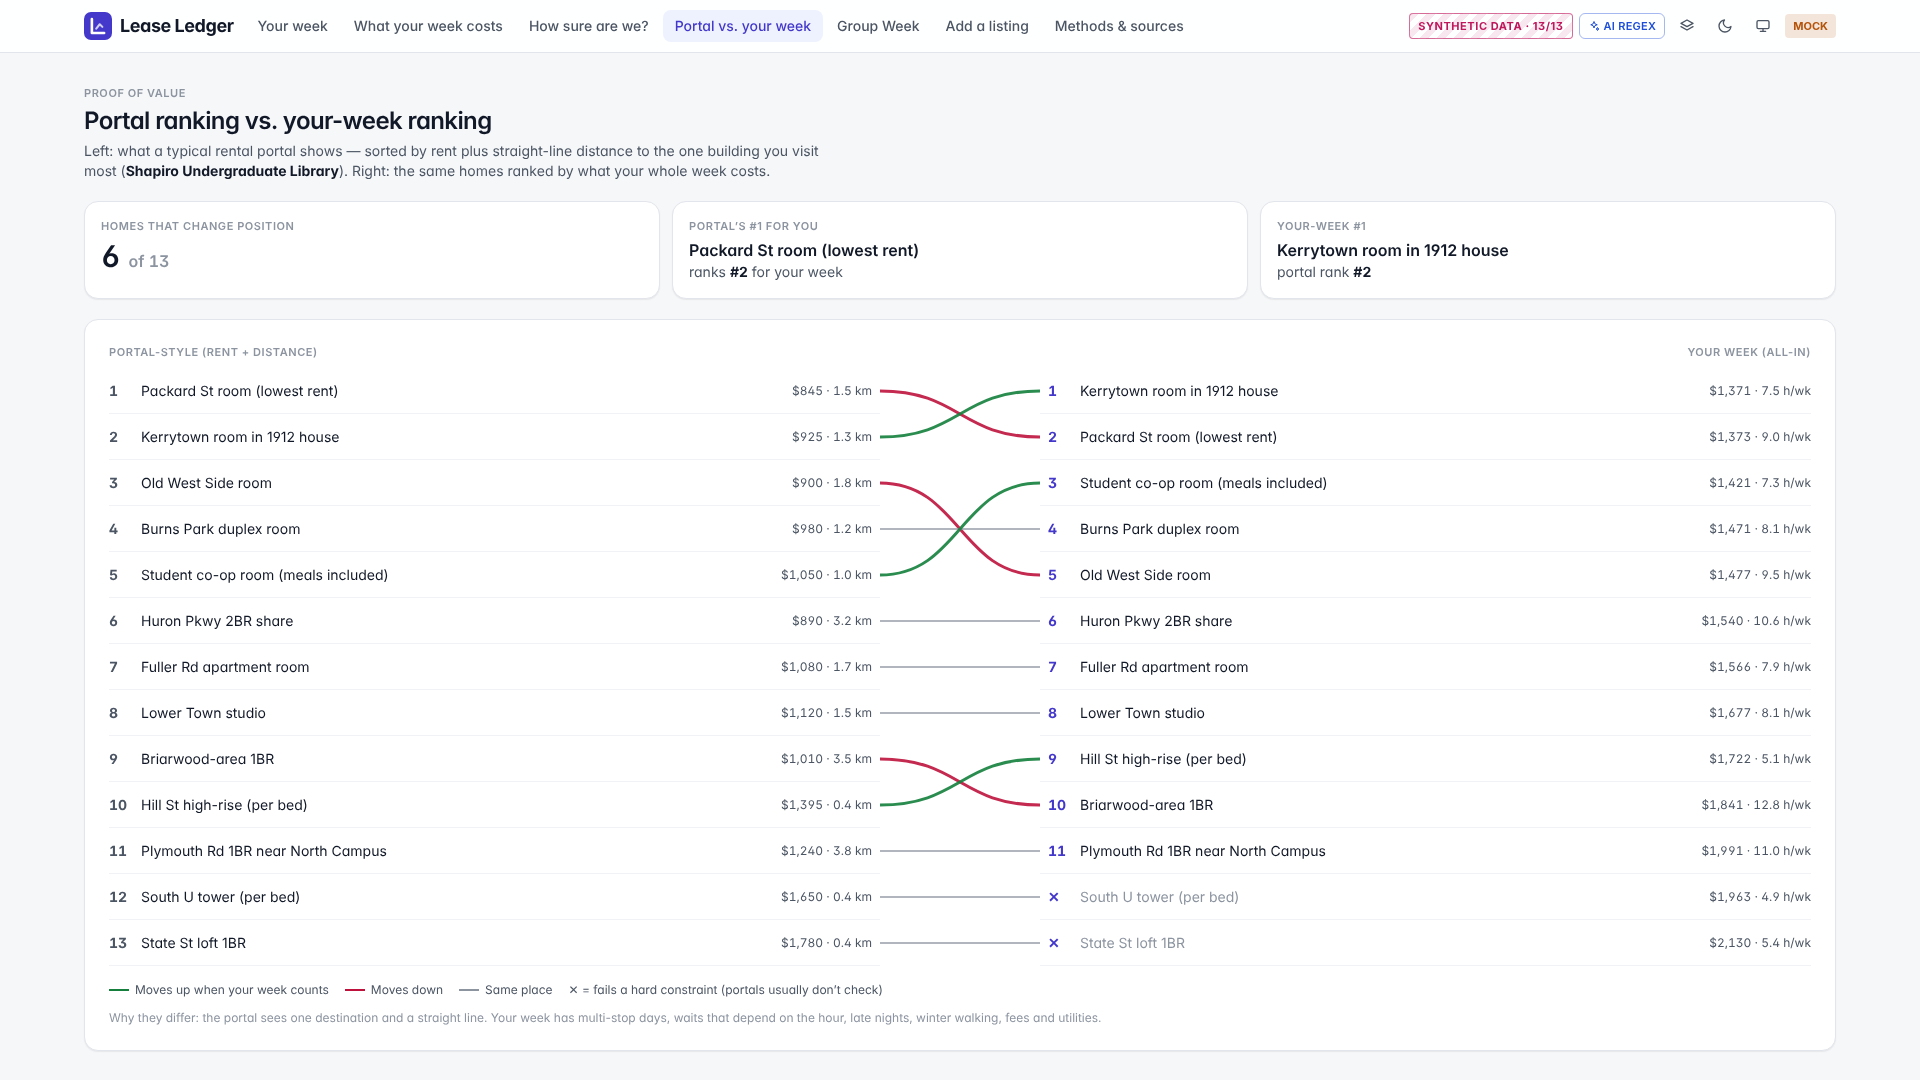 Lease Ledger
Your week
What your week costs
How sure are we?
Portal vs. your week
Group Week
Add a listing
Methods & sources
SYNTHETIC DATA · 13/13
AI REGEX
MOCK
PROOF OF VALUE
Portal ranking vs. your-week ranking
Left: what a typical rental portal shows — sorted by rent plus straight-line distance to the one building you visit
most (Shapiro Undergraduate Library). Right: the same homes ranked by what your whole week costs.
HOMES THAT CHANGE POSITION
6 of 13
PORTAL'S #1 FOR YOU
Packard St room (lowest rent)
ranks #2 for your week
YOUR-WEEK #1
Kerrytown room in 1912 house
portal rank #2
PORTAL-STYLE (RENT + DISTANCE)
YOUR WEEK (ALL-IN)
1 Packard St room (lowest rent) $845 · 1.5 km 1 Kerrytown room in 1912 house $1,371 · 7.5 h/wk
2 Kerrytown room in 1912 house $925 · 1.3 km 2 Packard St room (lowest rent) $1,373 · 9.0 h/wk
3 Old West Side room $900 · 1.8 km 3 Student co-op room (meals included) $1,421 · 7.3 h/wk
4 Burns Park duplex room $980 · 1.2 km 4 Burns Park duplex room $1,471 · 8.1 h/wk
5 Student co-op room (meals included) $1,050 · 1.0 km 5 Old West Side room $1,477 · 9.5 h/wk
6 Huron Pkwy 2BR share $890 · 3.2 km 6 Huron Pkwy 2BR share $1,540 · 10.6 h/wk
7 Fuller Rd apartment room $1,080 · 1.7 km 7 Fuller Rd apartment room $1,566 · 7.9 h/wk
8 Lower Town studio $1,120 · 1.5 km 8 Lower Town studio $1,677 · 8.1 h/wk
9 Briarwood-area 1BR $1,010 · 3.5 km 9 Hill St high-rise (per bed) $1,722 · 5.1 h/wk
10 Hill St high-rise (per bed) $1,395 · 0.4 km 10 Briarwood-area 1BR $1,841 · 12.8 h/wk
11 Plymouth Rd 1BR near North Campus $1,240 · 3.8 km 11 Plymouth Rd 1BR near North Campus $1,991 · 11.0 h/wk
12 South U tower (per bed) $1,650 · 0.4 km ✕ South U tower (per bed) $1,963 · 4.9 h/wk
13 State St loft 1BR $1,780 · 0.4 km ✕ State St loft 1BR $2,130 · 5.4 h/wk
Moves up when your week counts
Moves down
Same place
✕ = fails a hard constraint (portals usually don't check)
Why they differ: the portal sees one destination and a straight line. Your week has multi-stop days, waits that depend on the hour, late nights, winter walking, fees and utilities.